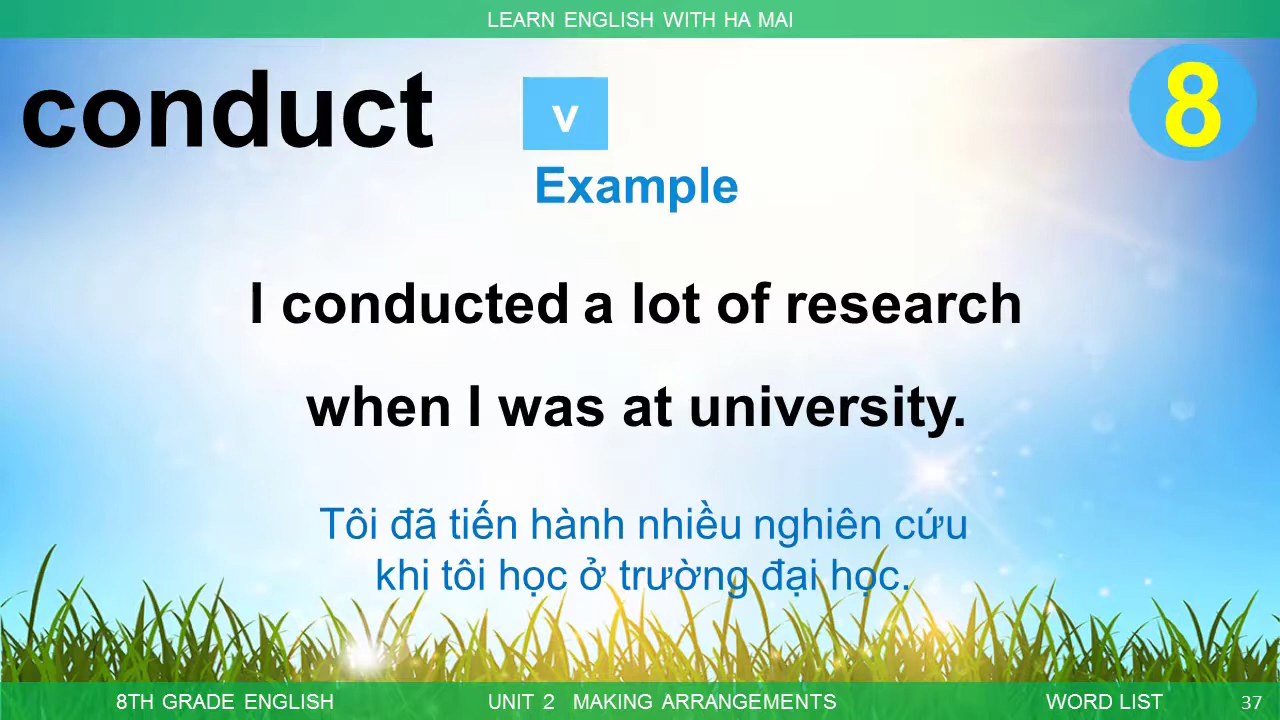 LEARN ENGLISH WITH HA MAI
conduct v 8
Example
I conducted a lot of research
when I was at university.
Tôi đã tiến hành nhiều nghiên cứu
khi tôi học ở trường đại học.
8TH GRADE ENGLISH UNIT 2 MAKING ARRANGEMENTS WORD LIST 37